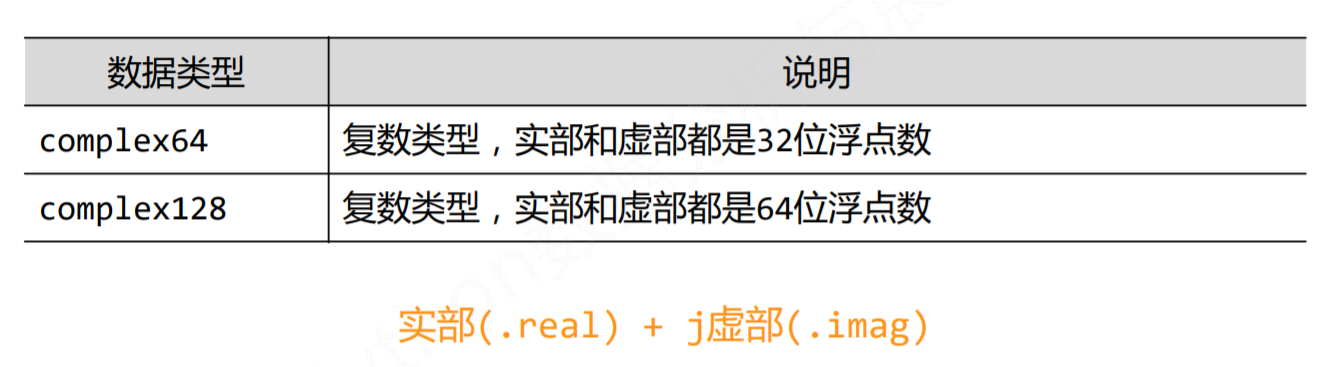 数据类型 说明
complex64 复数类型，实部和虚部都是32位浮点数
complex128 复数类型，实部和虚部都是64位浮点数
实部(.real) + j虚部(.imag)